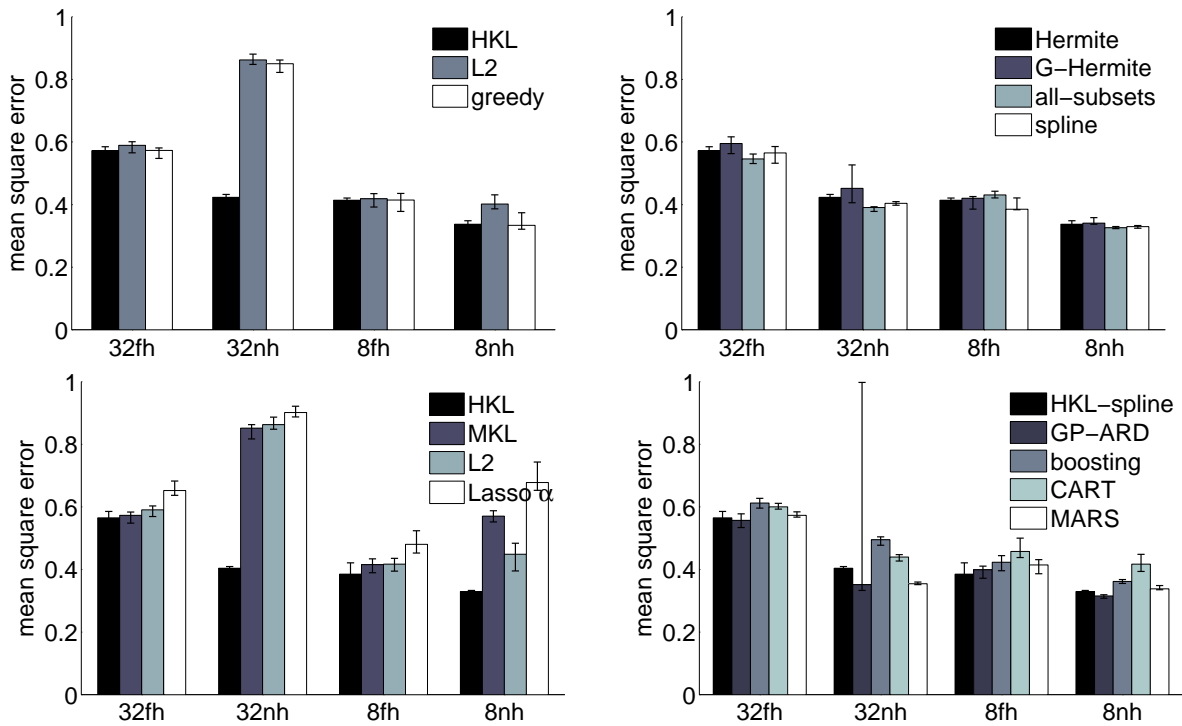 1
0.8
0.6
0.4
0.2
0
mean square error
HKL
L2
greedy
32fh 32nh 8fh 8nh
1
0.8
0.6
0.4
0.2
0
mean square error
Hermite
G−Hermite
all−subsets
spline
32fh 32nh 8fh 8nh
1
0.8
0.6
0.4
0.2
0
mean square error
HKL
MKL
L2
Lasso α
32fh 32nh 8fh 8nh
1
0.8
0.6
0.4
0.2
0
mean square error
HKL−spline
GP−ARD
boosting
CART
MARS
32fh 32nh 8fh 8nh